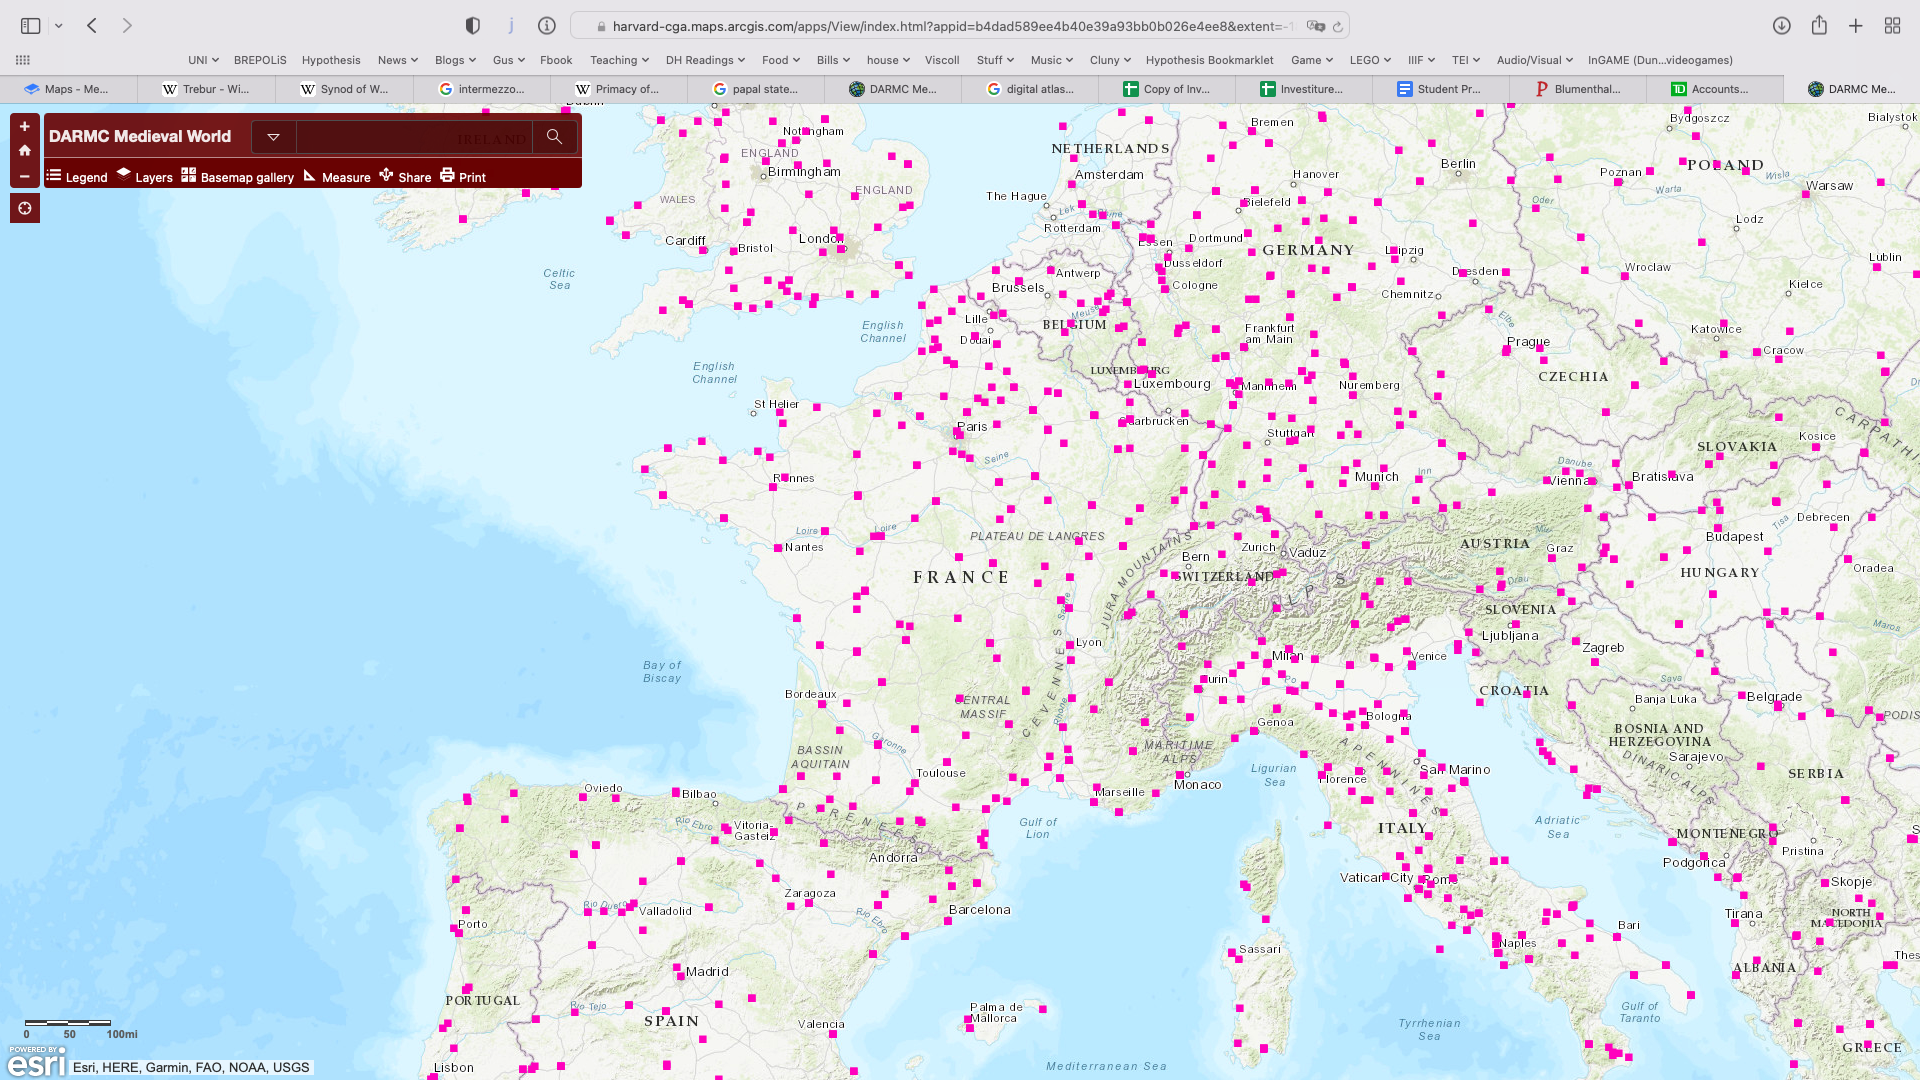 harvard-cga.maps.arcgis.com/apps/View/index.html?appid=b4dad589ee4b40e39a93bb0b026e4ee8&extent=-1
UNI BREPOLiS Hypothesis News Blogs Gus Fbook Teaching DH Readings Food Bills house Viscoll Stuff Music Cluny Hypothesis Bookmarklet Game LEGO IIIF TEI Audio/Visual InGAME (Dun...videogames)
Maps - Me... Trebur - Wi... Synod of W... intermezzo... Primacy of... papal state... DARMC Me... digital atlas... Copy of Inv... Investiture... Student Pr... Blumenthal... Accounts... DARMC Me...
DARMC Medieval World
Legend Layers Basemap gallery Measure Share Print
Dublin
IRELAND
Nottingham
ENGLAND
Birmingham
ENGLAND
WALES
Cardiff
Bristol
London
Celtic
Sea
English
Channel
English
Channel
St Helier
NETHERLANDS
Amsterdam
The Hague
Lek
Rotterdam
Bremen
Hanover
Berlin
Bielefeld
Essen
Dortmund
Dusseldorf
GERMANY
Leipzig
Dresden
Chemnitz
Cologne
Antwerp
Brussels
Lille
BELGIUM
Meuse
Douai
LUXEMBOURG
Luxembourg
Saarbrucken
Frankfurt
am Main
Mannheim
Nuremberg
Stuttgart
Munich
Inn
Bydgoszcz
Bialystok
POLAND
Poznan
Warta
Wisla
Warsaw
Oder
Lodz
Lublin
Wroclaw
Kielce
Katowice
Cracow
Elbe
Prague
CZECHIA
CARPATHI
SLOVAKIA
Kosice
Danube
Vienna
Bratislava
Tisa
Debrecen
Budapest
HUNGARY
Oradea
Maros
AUSTRIA
Mur
Graz
Drau
SLOVENIA
Ljubljana
Zagreb
CROATIA
Sava
Banja Luka
Belgrade
BOSNIA AND
HERZEGOVINA
Sarajevo
DINARIC ALPS
SERBIA
PODIS
MONTENEGRO
Podgorica
Pristina
Skopje
NORTH
MACEDONIA
Tirana
ALBANIA
Thes
GREECE
Paris
Seine
Rennes
Loire
Loire
Nantes
PLATEAU DE LANGRES
FRANCE
JURA MOUNTAINS
Bern
Zurich
Vaduz
SWITZERLAND
ALPS
Saone
Lyon
CEVENNES
Rhone
CENTRAL
MASSIF
Bay of
Biscay
Bordeaux
BASSIN
AQUITAIN
Garonne
Toulouse
MARITIME
ALPS
Marseille
Monaco
Gulf of
Lion
PYRENEES
Andorra
Milan
Turin
Po
Venice
Genoa
Bologna
APENNINES
Ligurian
Sea
Florence
San Marino
ITALY
Adriatic
Sea
Vatican City
Rome
Naples
Bari
Gulf of
Taranto
Tyrrhenian
Sea
Sassari
Oviedo
Bilbao
Vitoria-
Gasteiz
Rio Ebro
Zaragoza
Rio Ebro
Barcelona
Rio Duero
Valladolid
Porto
Madrid
PORTUGAL
Rio Tejo
SPAIN
Valencia
Lisbon
Palma de
Mallorca
Mediterranean Sea
0 50 100mi
POWERED BY
esri
Esri, HERE, Garmin, FAO, NOAA, USGS